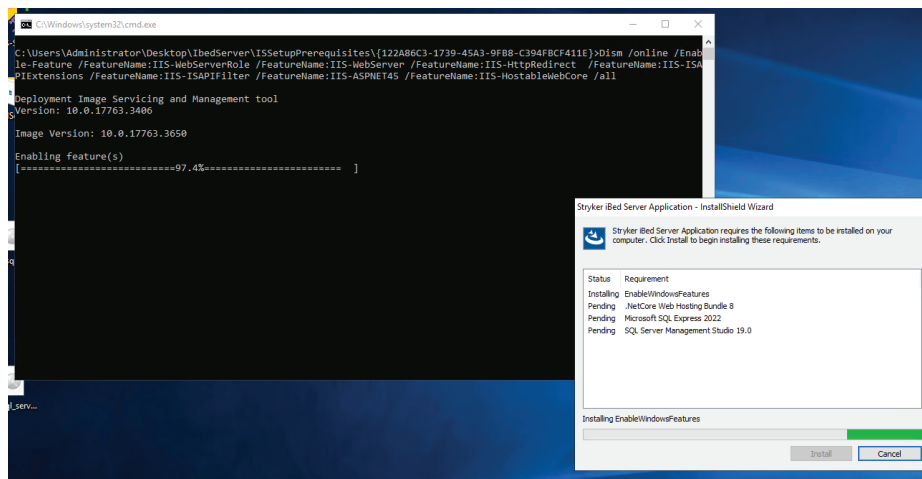 C:\Windows\system32\cmd.exe
C:\Users\Administrator\Desktop\IbedServer\ISSetupPrerequisites\{122A86C3-1739-45A3-9FB8-C394FBCF411E}>Dism /online /Enab
le-Feature /FeatureName:IIS-WebServerRole /FeatureName:IIS-WebServer /FeatureName:IIS-HttpRedirect  /FeatureName:IIS-ISA
PIExtensions /FeatureName:IIS-ISAPIFilter /FeatureName:IIS-ASPNET45 /FeatureName:IIS-HostableWebCore /all
Deployment Image Servicing and Management tool
Version: 10.0.17763.3406
Image Version: 10.0.17763.3650
Enabling feature(s)
[===========================97.4%======================== ]
Stryker iBed Server Application - InstallShield Wizard
Stryker iBed Server Application requires the following items to be installed on your
computer. Click Install to begin installing these requirements.
Status Requirement
Installing EnableWindowsFeatures
Pending .NetCore Web Hosting Bundle 8
Pending Microsoft SQL Express 2022
Pending SQL Server Management Studio 19.0
Installing EnableWindowsFeatures
Install Cancel
l_serv...